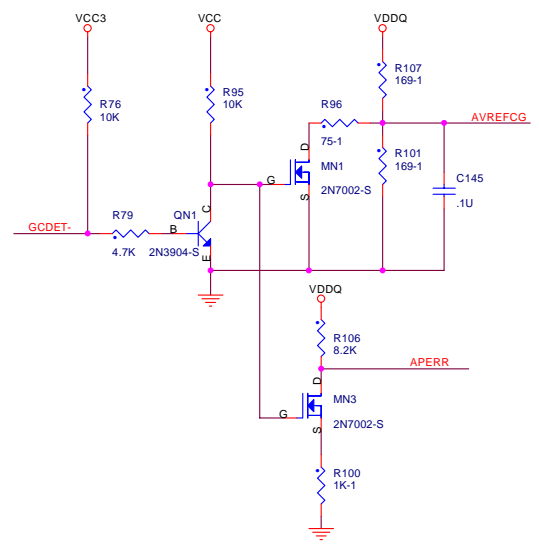 VCC3
VCC
VDDQ
R107
169-1
R76
10K
R95
10K
R96
75-1
AVREFCG
D
G
S
MN1
2N7002-S
R101
169-1
C145
.1U
GCDET-
R79
4.7K
B
C
E
QN1
2N3904-S
VDDQ
R106
8.2K
APERR
D
G
S
MN3
2N7002-S
R100
1K-1